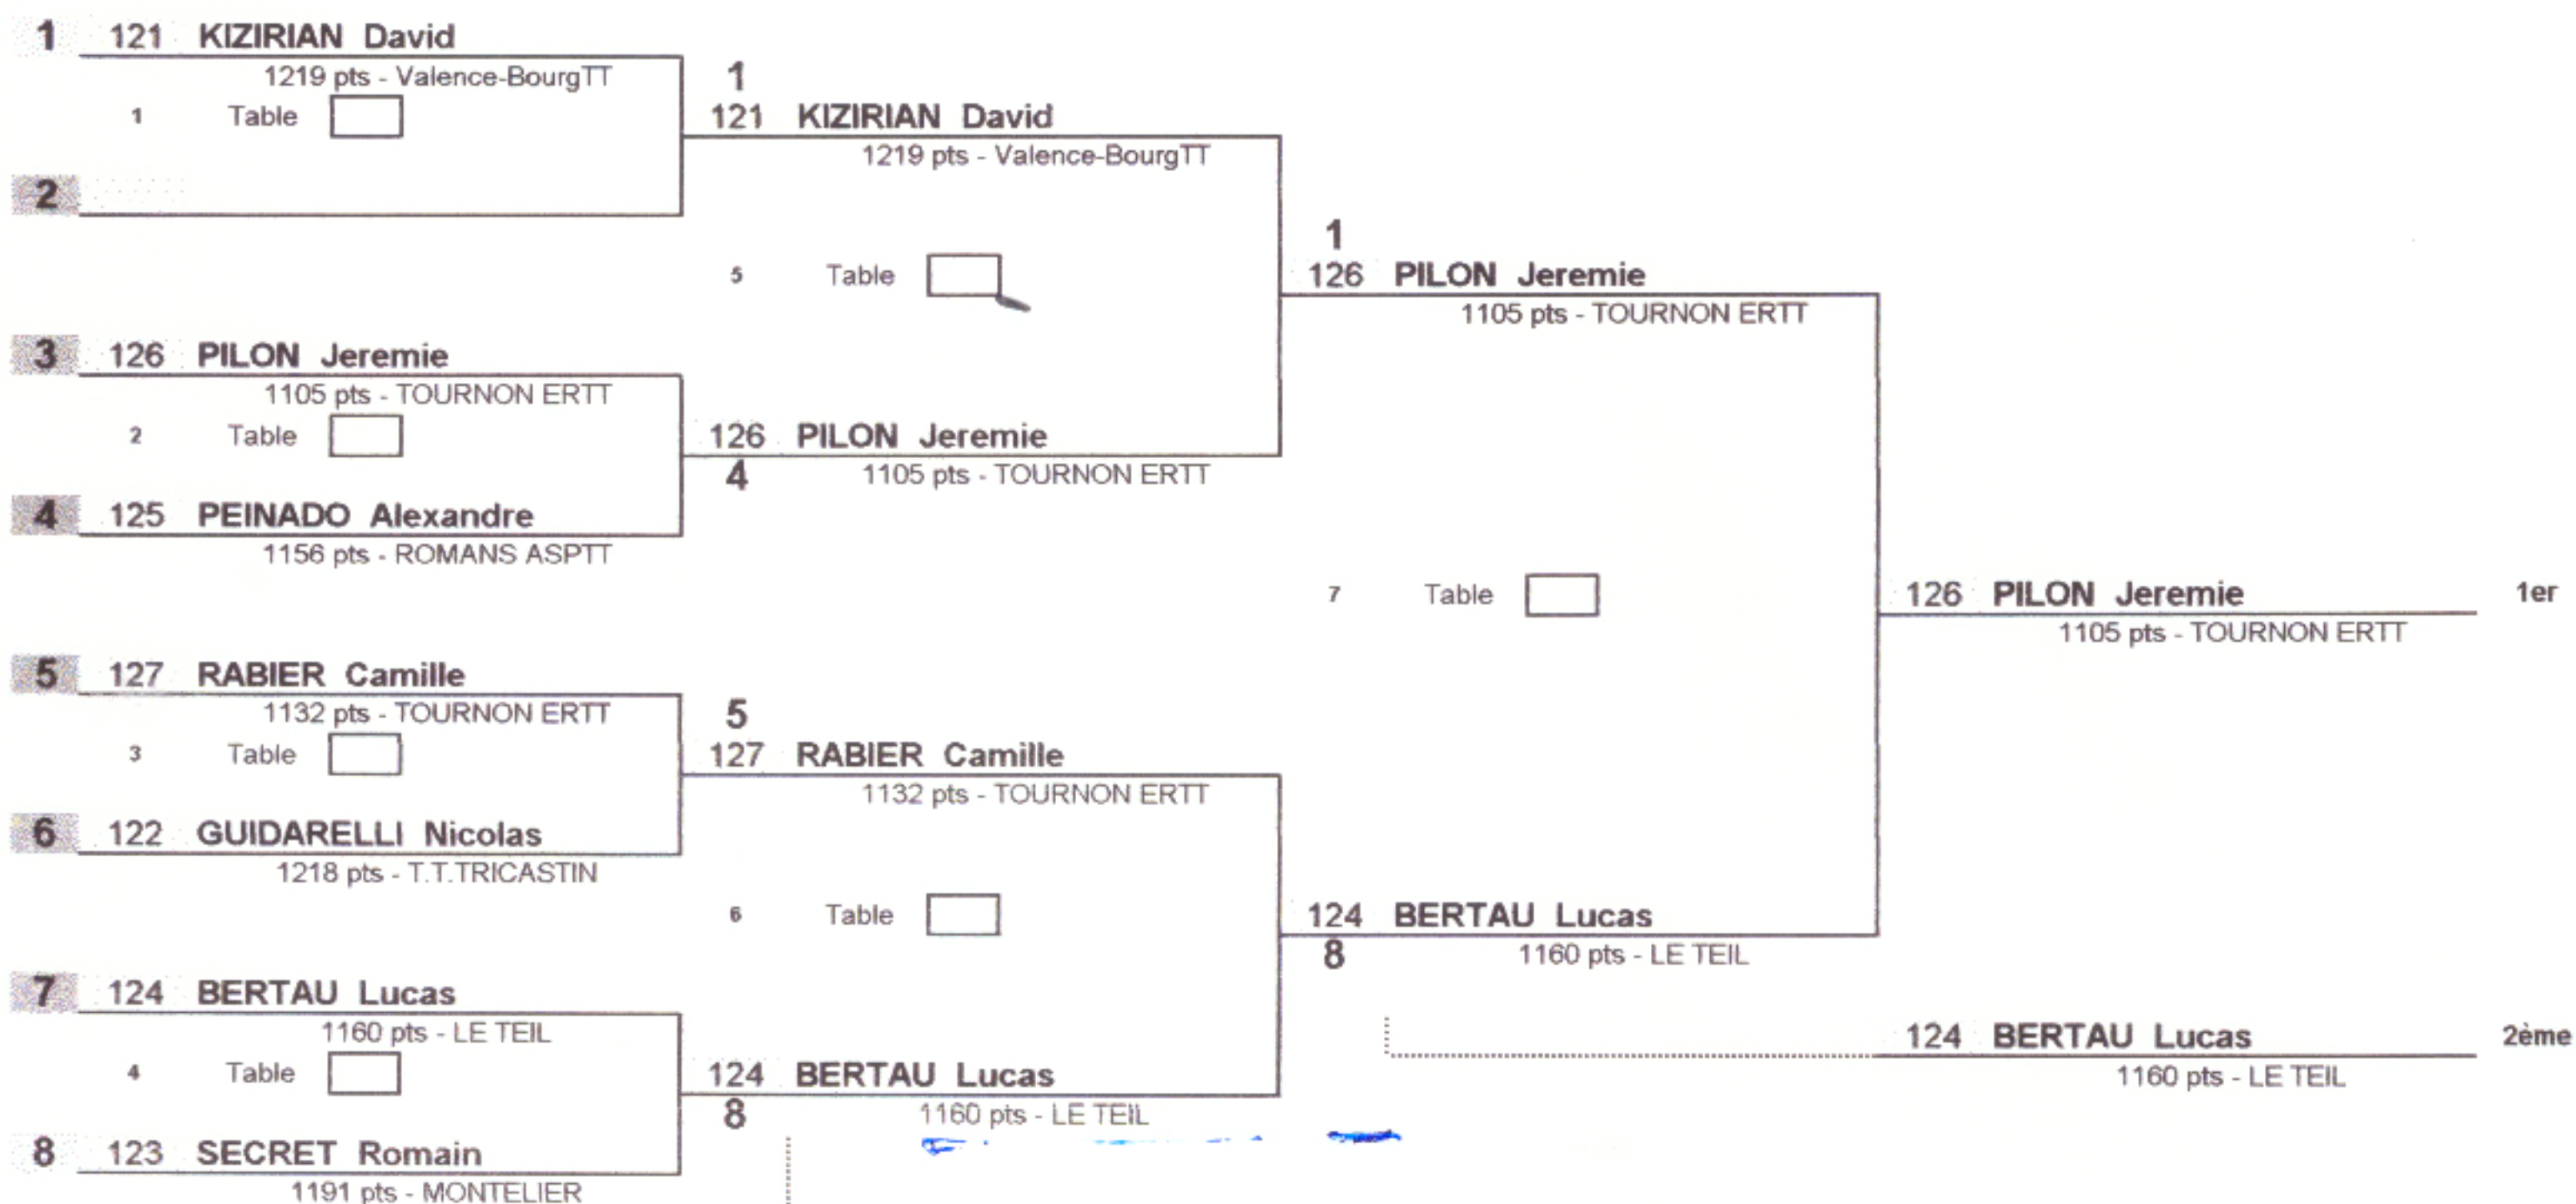 1 121 KIZIRIAN David
1219 pts - Valence-BourgTT
1 Table
2
3 126 PILON Jeremie
1105 pts - TOURNON ERTT
2 Table
4 125 PEINADO Alexandre
1156 pts - ROMANS ASPTT
5 127 RABIER Camille
1132 pts - TOURNON ERTT
3 Table
6 122 GUIDARELLI Nicolas
1218 pts - T.T.TRICASTIN
7 124 BERTAU Lucas
1160 pts - LE TEIL
4 Table
8 123 SECRET Romain
1191 pts - MONTELIER
1
121 KIZIRIAN David
1219 pts - Valence-BourgTT
5 Table
126 PILON Jeremie
4 1105 pts - TOURNON ERTT
5
127 RABIER Camille
1132 pts - TOURNON ERTT
6 Table
124 BERTAU Lucas
8 1160 pts - LE TEIL
1
126 PILON Jeremie
1105 pts - TOURNON ERTT
7 Table
124 BERTAU Lucas
8 1160 pts - LE TEIL
126 PILON Jeremie 1er
1105 pts - TOURNON ERTT
124 BERTAU Lucas 2ème
1160 pts - LE TEIL